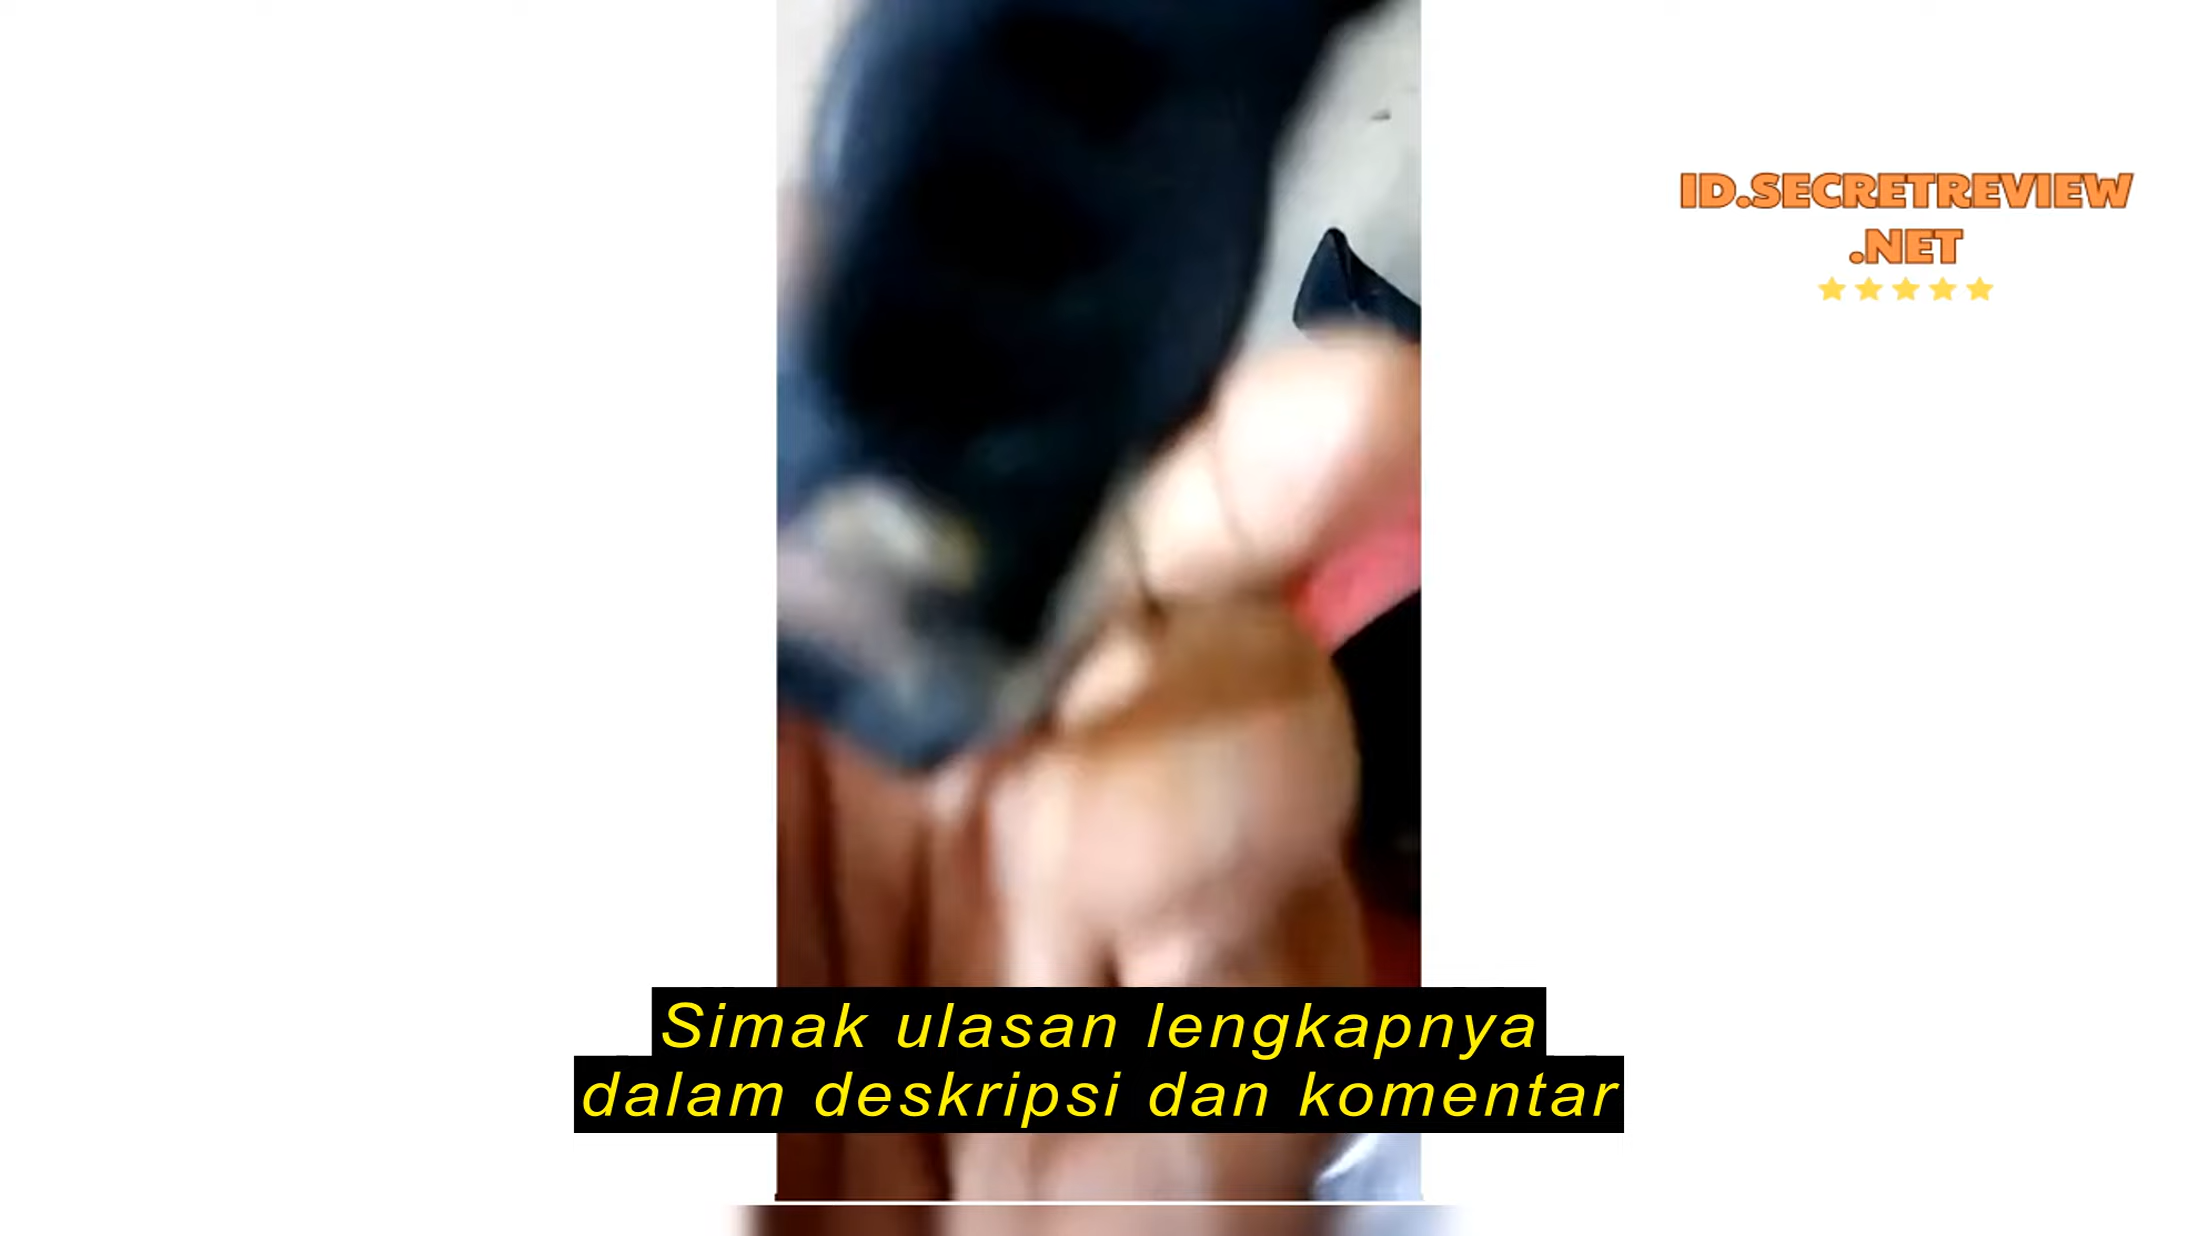 ID.SECRETREVIEW
.NET
Simak ulasan lengkapnya
dalam deskripsi dan komentar